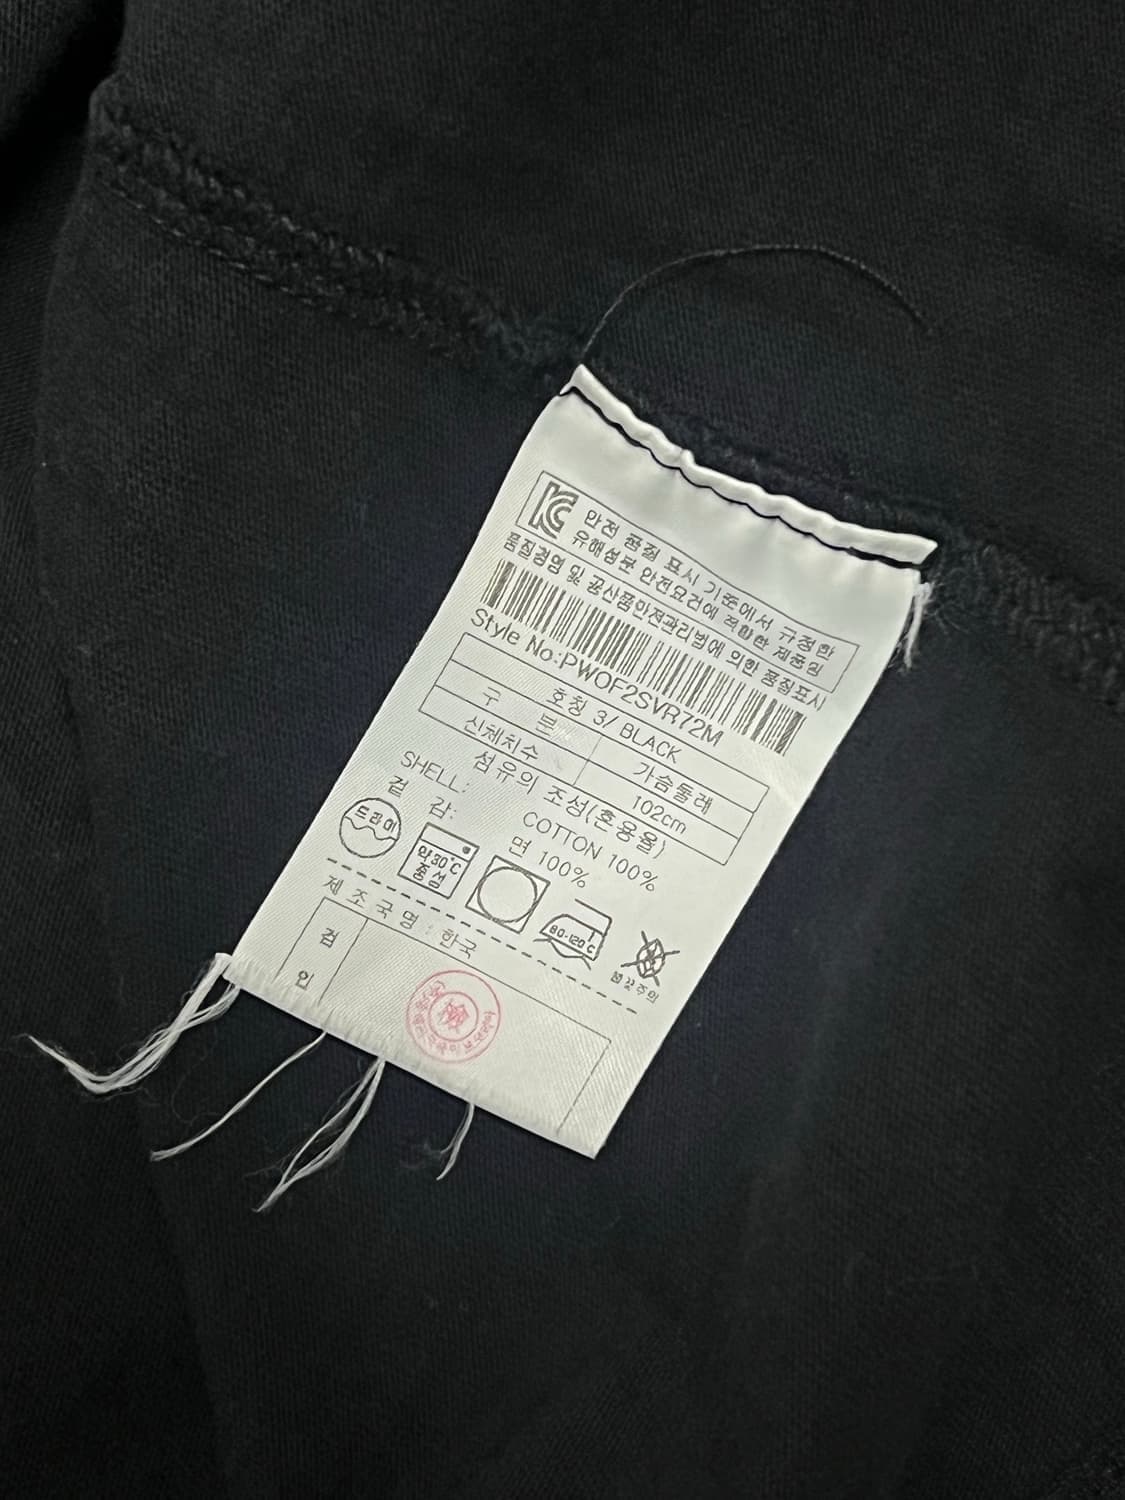 KC 안전 품질 표시 기준에서 규정한
유해성분 안전요건에 적합한 제품임
품질경영 및 공산품안전관리법에 의한 품질표시
Style No:PWOF2SVR72M
호칭 3/ BLACK
구 분 가슴둘레
신체치수 102cm
섬유의 조성(혼용율)
SHELL: COTTON 100%
겉 감: 면 100%
드라이
약30℃
중성
80-120℃
제 조 국 명 : 한국
검
인
檢